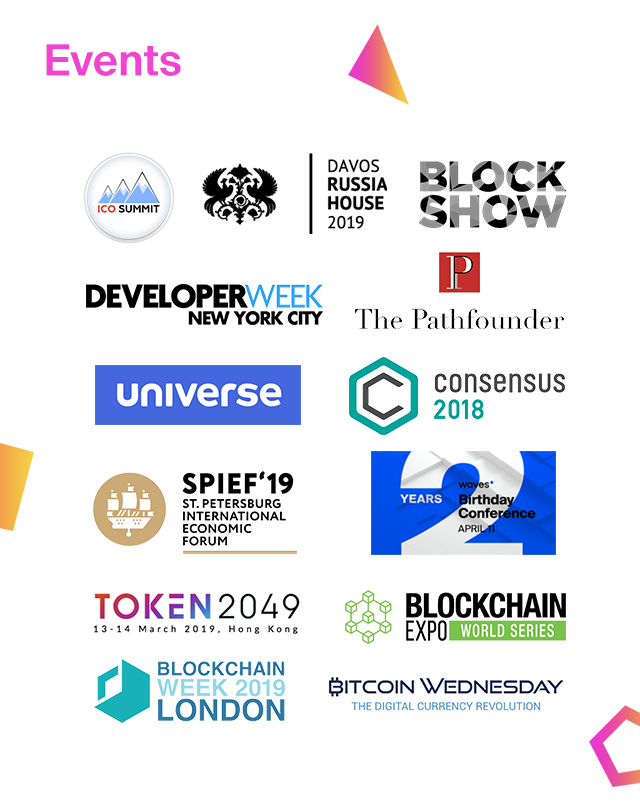 Events
ICO SUMMIT
DAVOS
RUSSIA
HOUSE
2019
BLOCK
SHOW
DEVELOPERWEEK
NEW YORK CITY
P
The Pathfounder
universe
consensus
2018
SPIEF‘19
ST. PETERSBURG
INTERNATIONAL
ECONOMIC
FORUM
2
YEARS
waves
Birthday
Conference
APRIL 11
TOKEN2049
13-14 March 2019, Hong Kong
BLOCKCHAIN
EXPO WORLD SERIES
BLOCKCHAIN
WEEK 2019
LONDON
₿ITCOIN WEDNESDAY
THE DIGITAL CURRENCY REVOLUTION